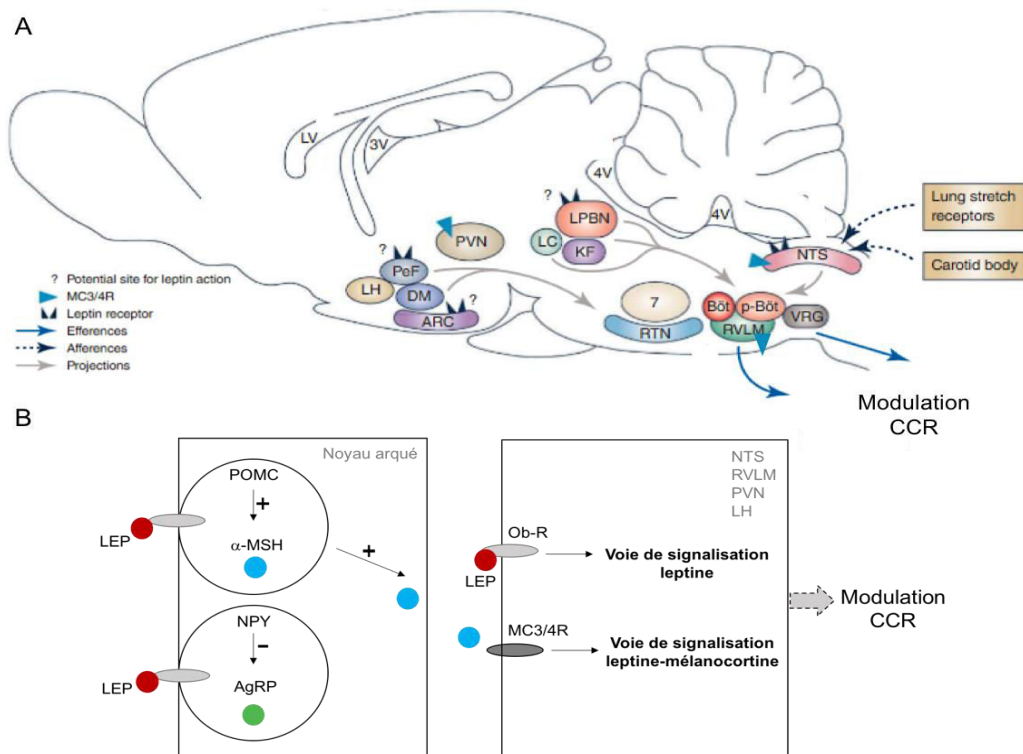 A
LV
3V
4V
4V
Lung stretch
receptors
?
LPBN
LC
KF
PVN
NTS
Carotid body
?
PeF
LH
DM
ARC
?
7
RTN
Böt
p-Böt
RVLM
VRG
? Potential site for leptin action
MC3/4R
Leptin receptor
Efferences
Afferences
Projections
Modulation
CCR
B
Noyau arqué
POMC
+
LEP
α-MSH
+
NPY
−
LEP
AgRP
NTS
RVLM
PVN
LH
Ob-R
LEP
Voie de signalisation
leptine
MC3/4R
Voie de signalisation
leptine-mélanocortine
Modulation
CCR